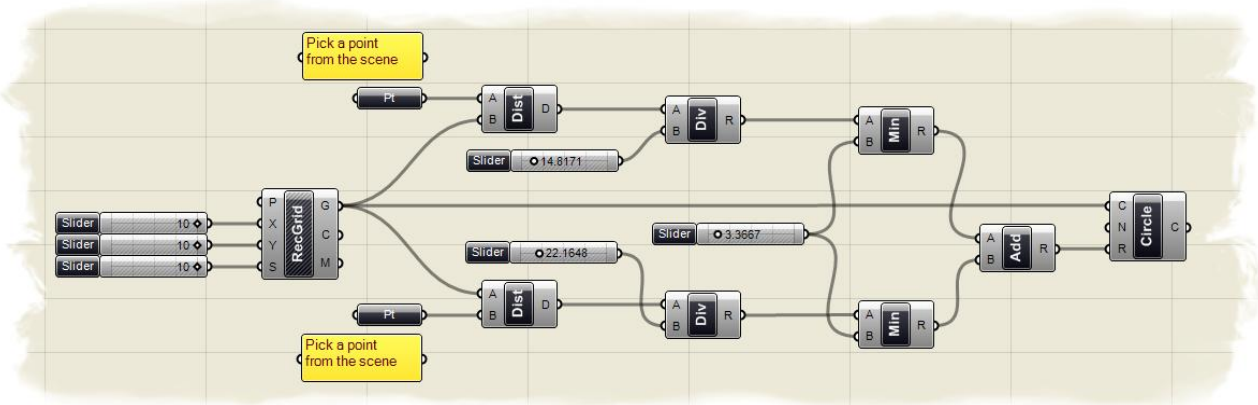 Pick a point
from the scene
Pt
A
B
Dist
D
A
B
Div
R
A
B
Min
R
Slider 14.8171
P
X
Y
S
RecGrid
G
C
M
Slider 10
Slider 10
Slider 10
Slider 3.3667
Slider 22.1648
C
N
R
Circle
C
A
B
Add
R
A
B
Dist
D
Pt
A
B
Div
R
A
B
Min
R
Pick a point
from the scene